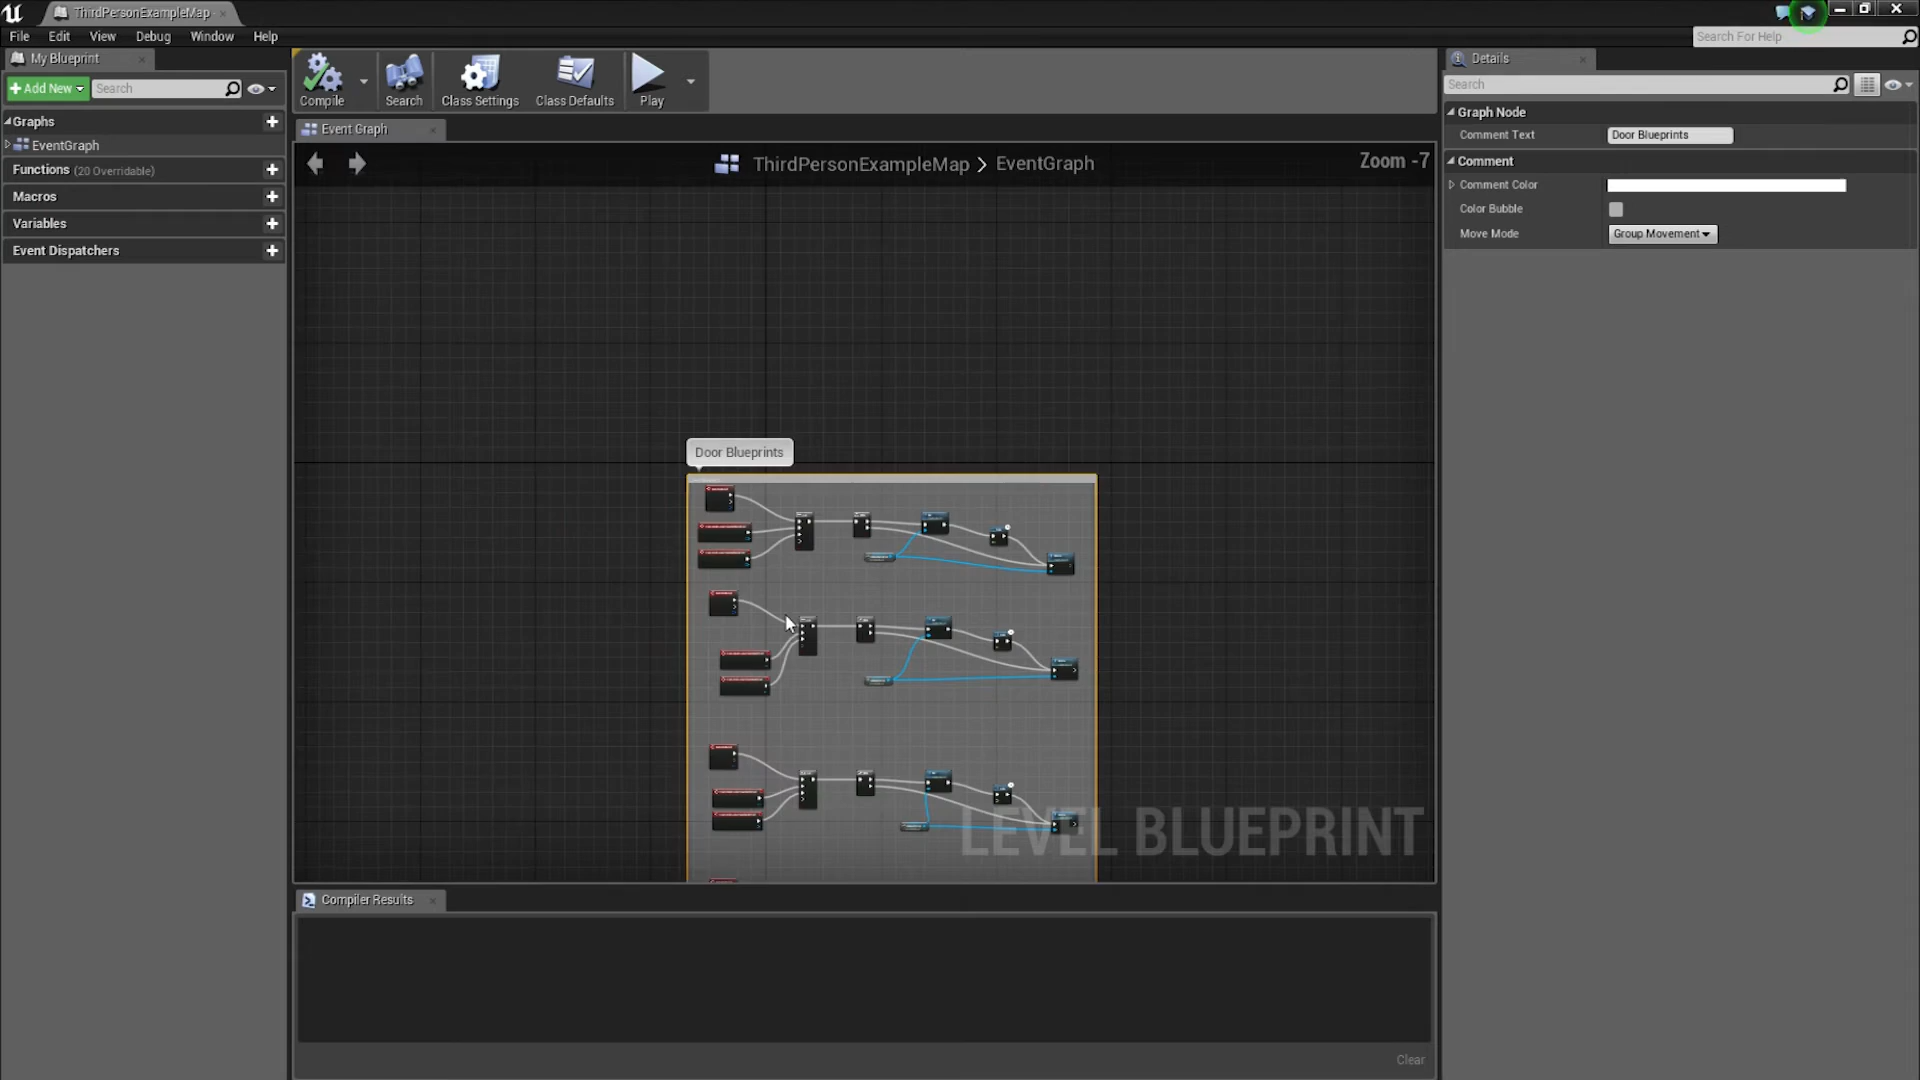 ThirdPersonExampleMap
File Edit View Debug Window Help
Search For Help
My Blueprint
Add New
Search
Graphs
EventGraph
Functions (20 Overridable)
Macros
Variables
Event Dispatchers
Compile
Search
Class Settings
Class Defaults
Play
Event Graph
ThirdPersonExampleMap > EventGraph
Zoom -7
Door Blueprints
LEVEL BLUEPRINT
Compiler Results
Clear
Details
Search
Graph Node
Comment Text
Door Blueprints
Comment
Comment Color
Color Bubble
Move Mode
Group Movement